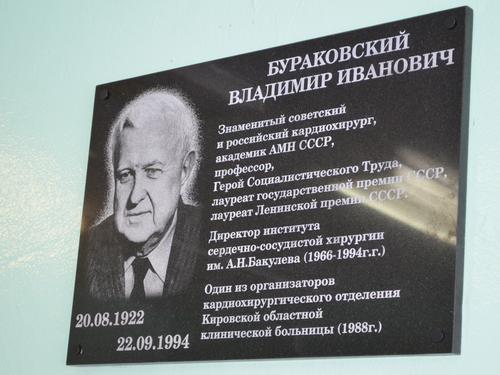 БУРАКОВСКИЙ
ВЛАДИМИР ИВАНОВИЧ
Знаменитый советский
и российский кардиохирург,
академик АМН СССР,
профессор,
Герой Социалистического Труда,
лауреат государственной премии СССР,
лауреат Ленинской премии СССР.
Директор института
сердечно-сосудистой хирургии
им. А.Н.Бакулева (1966-1994г.г.)
Один из организаторов
кардиохирургического отделения
Кировской областной
клинической больницы (1988г.)
20.08.1922
22.09.1994